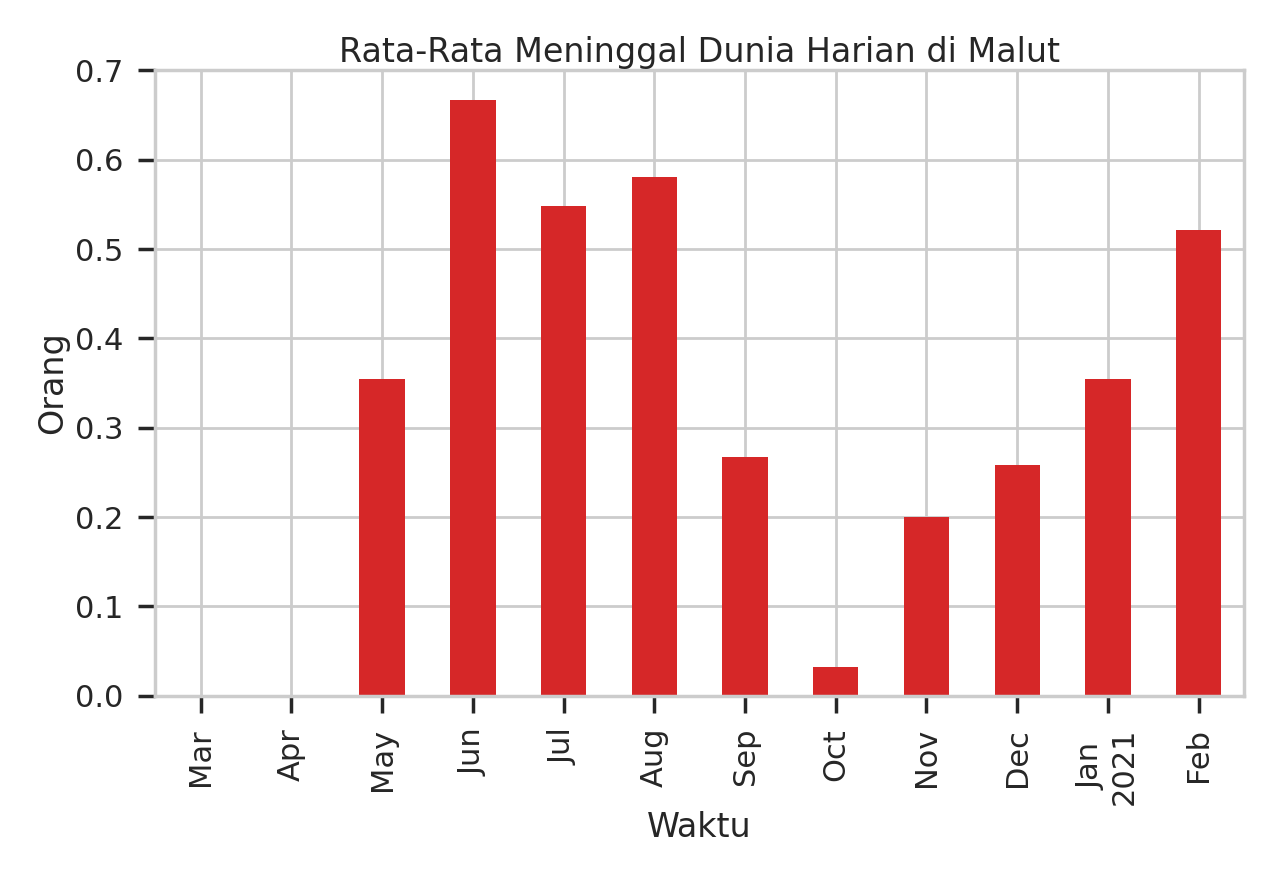 Rata-Rata Meninggal Dunia Harian di Malut
Orang
0.7
0.6
0.5
0.4
0.3
0.2
0.1
0.0
Mar
Apr
May
Jun
Jul
Aug
Sep
Oct
Nov
Dec
Jan
2021
Feb
Waktu